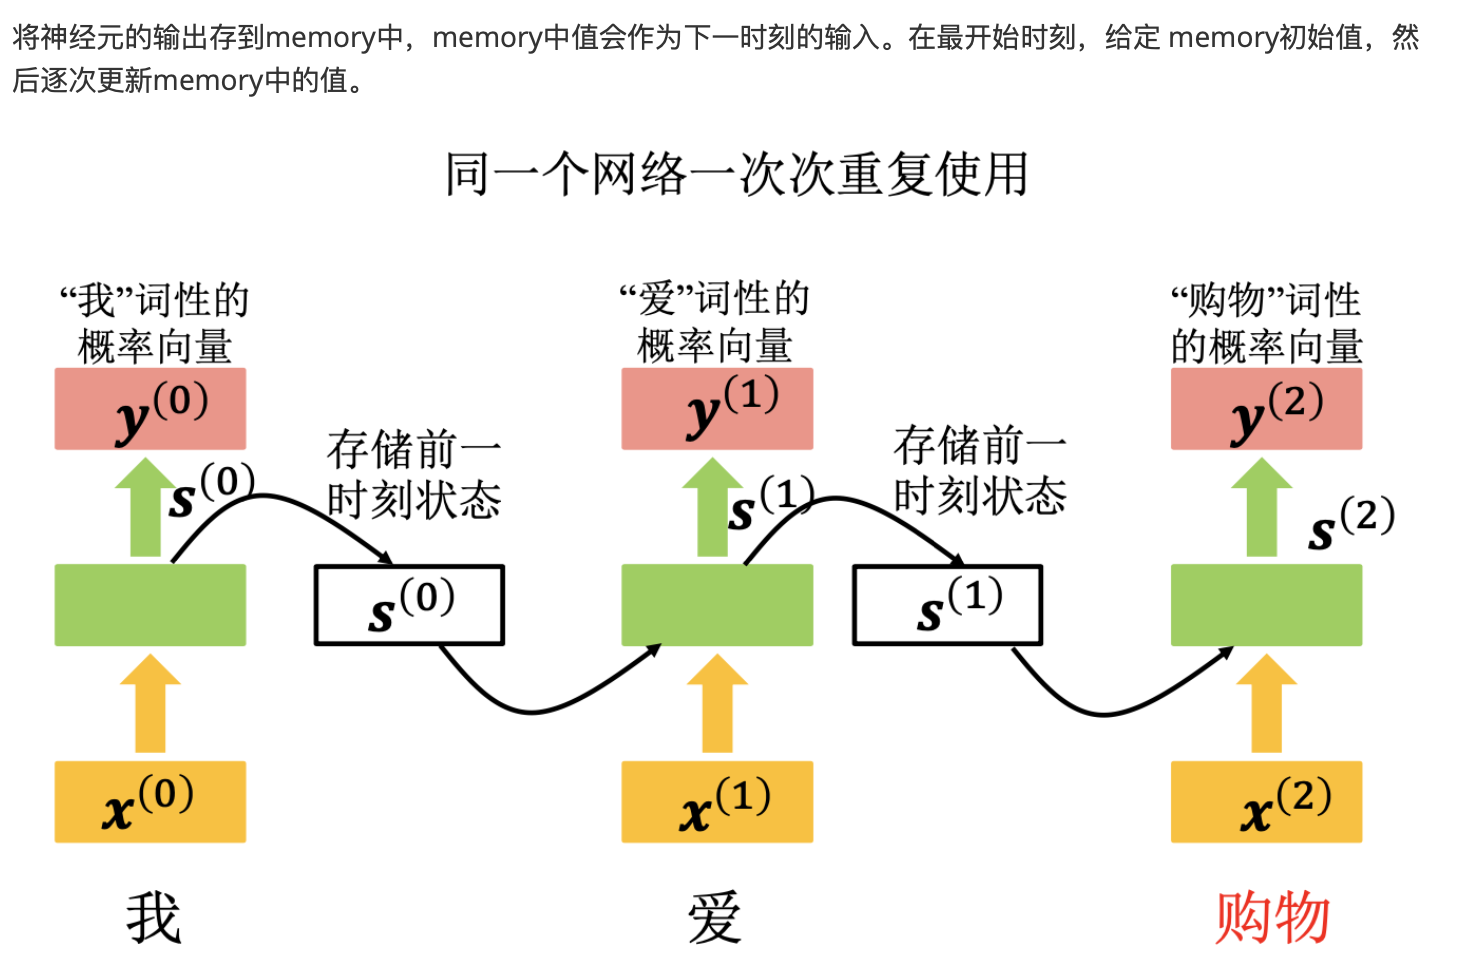 将神经元的输出存到memory中，memory中值会作为下一时刻的输入。在最开始时刻，给定 memory初始值，然
后逐次更新memory中的值。
同一个网络一次次重复使用
“我”词性的
概率向量
“爱”词性的
概率向量
“购物”词性
的概率向量
y(0)
y(1)
y(2)
s(0)
存储前一
时刻状态
s(1)
存储前一
时刻状态
s(2)
s(0)
s(1)
x(0)
x(1)
x(2)
我
爱
购物